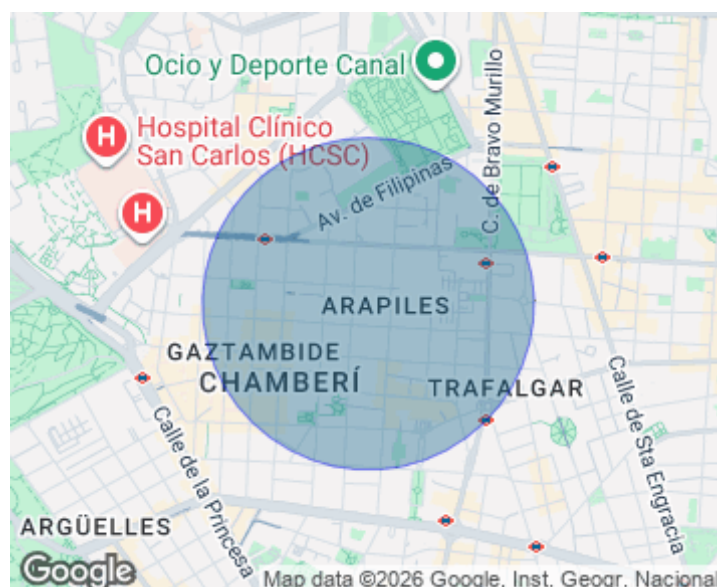 Ocio y Deporte Canal
H
Hospital Clínico
San Carlos (HCSC)
H
Av. de Filipinas
C. de Bravo Murillo
ARAPILES
GAZTAMBIDE
CHAMBERÍ
TRAFALGAR
Calle de la Princesa
Calle de Sta Engracia
ARGÜELLES
Google
Map data ©2026 Google, Inst. Geogr. Nacional